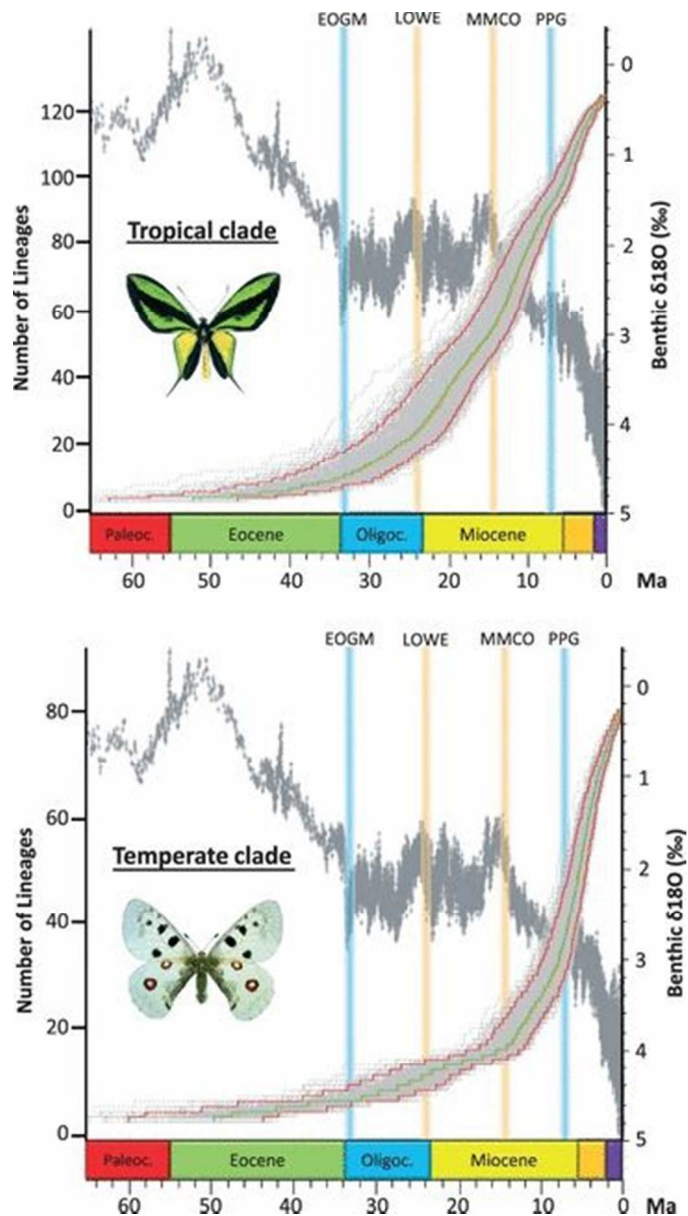 EOGM LOWE MMCO PPG
Number of Lineages
120
100
80
60
40
20
0
Tropical clade
0
1
2
3
4
5
Benthic δ18O (‰)
Paleoc. Eocene Oligoc. Miocene
60 50 40 30 20 10 0 Ma
EOGM LOWE MMCO PPG
Number of Lineages
80
60
40
20
0
Temperate clade
0
1
2
3
4
5
Benthic δ18O (‰)
Paleoc. Eocene Oligoc. Miocene
60 50 40 30 20 10 0 Ma